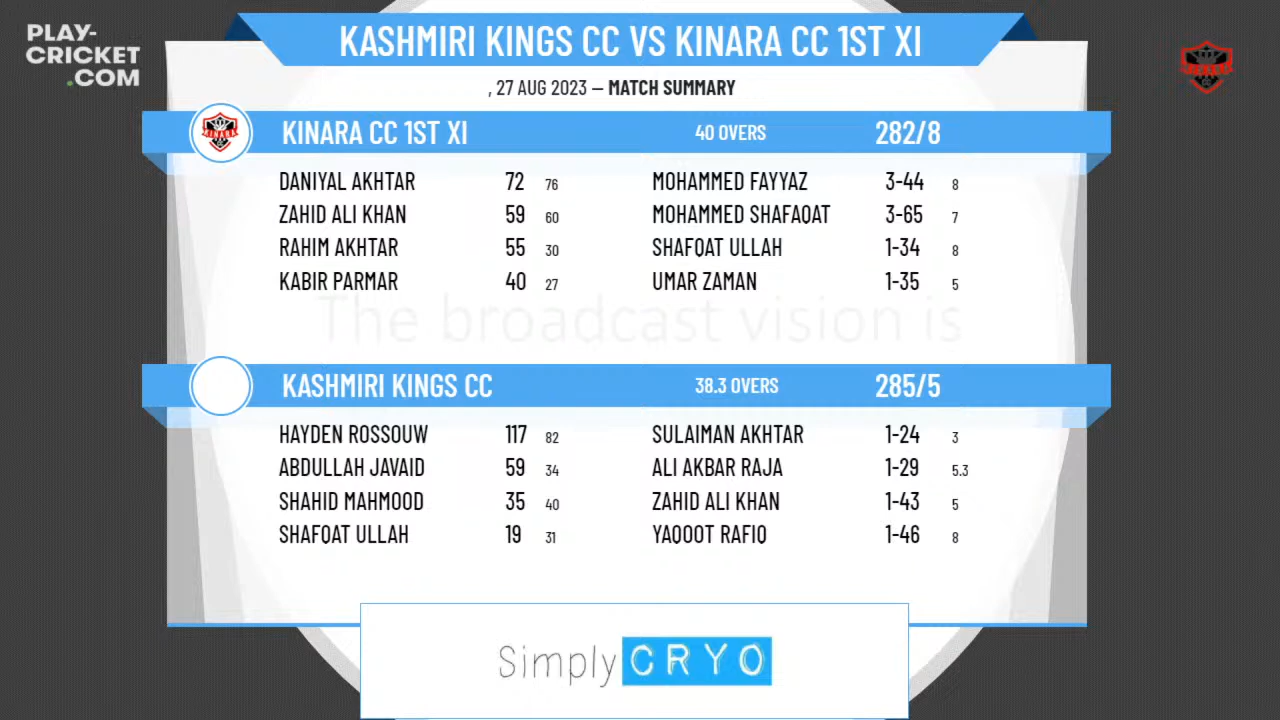 PLAY-
CRICKET
.COM
KASHMIRI KINGS CC VS KINARA CC 1ST XI
, 27 AUG 2023 – MATCH SUMMARY
KINARA
CC
KINARA CC 1ST XI 40 OVERS 282/8
DANIYAL AKHTAR 72 76 MOHAMMED FAYYAZ 3-44 8
ZAHID ALI KHAN 59 60 MOHAMMED SHAFAQAT 3-65 7
RAHIM AKHTAR 55 30 SHAFQAT ULLAH 1-34 8
KABIR PARMAR 40 27 UMAR ZAMAN 1-35 5
The broadcast vision is
KASHMIRI KINGS CC 38.3 OVERS 285/5
HAYDEN ROSSOUW 117 82 SULAIMAN AKHTAR 1-24 3
ABDULLAH JAVAID 59 34 ALI AKBAR RAJA 1-29 5.3
SHAHID MAHMOOD 35 40 ZAHID ALI KHAN 1-43 5
SHAFQAT ULLAH 19 31 YAQOOT RAFIQ 1-46 8
Simply CRYO